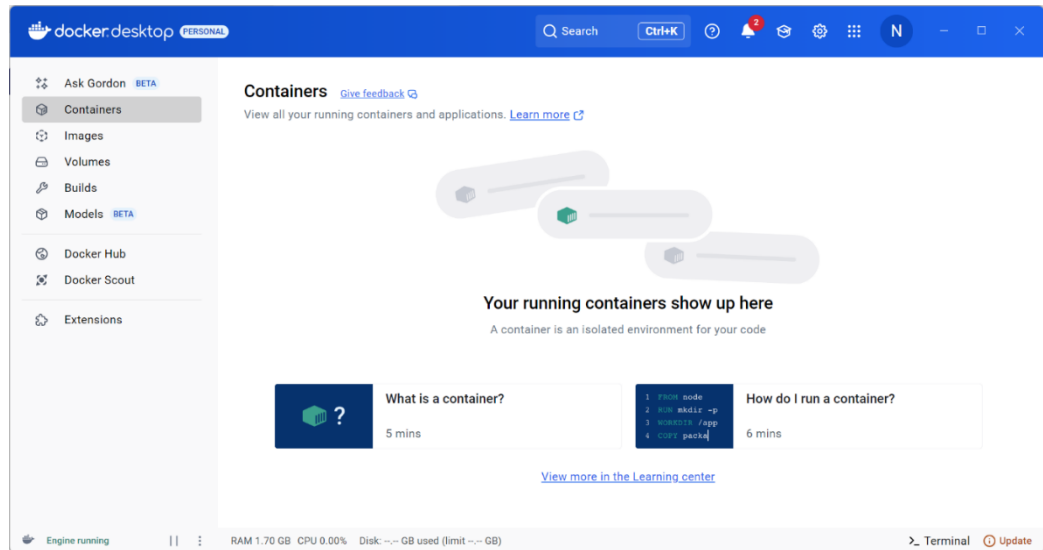 docker.desktop PERSONAL
Search Ctrl+K
2
N
Ask Gordon BETA
Containers
Images
Volumes
Builds
Models BETA
Docker Hub
Docker Scout
Extensions
Containers Give feedback
View all your running containers and applications. Learn more
Your running containers show up here
A container is an isolated environment for your code
?
What is a container?
5 mins
1 FROM node
2 RUN mkdir -p
3 WORKDIR /app
4 COPY packa
How do I run a container?
6 mins
View more in the Learning center
Engine running
RAM 1.70 GB CPU 0.00% Disk: --.-- GB used (limit --.-- GB)
>_ Terminal
Update